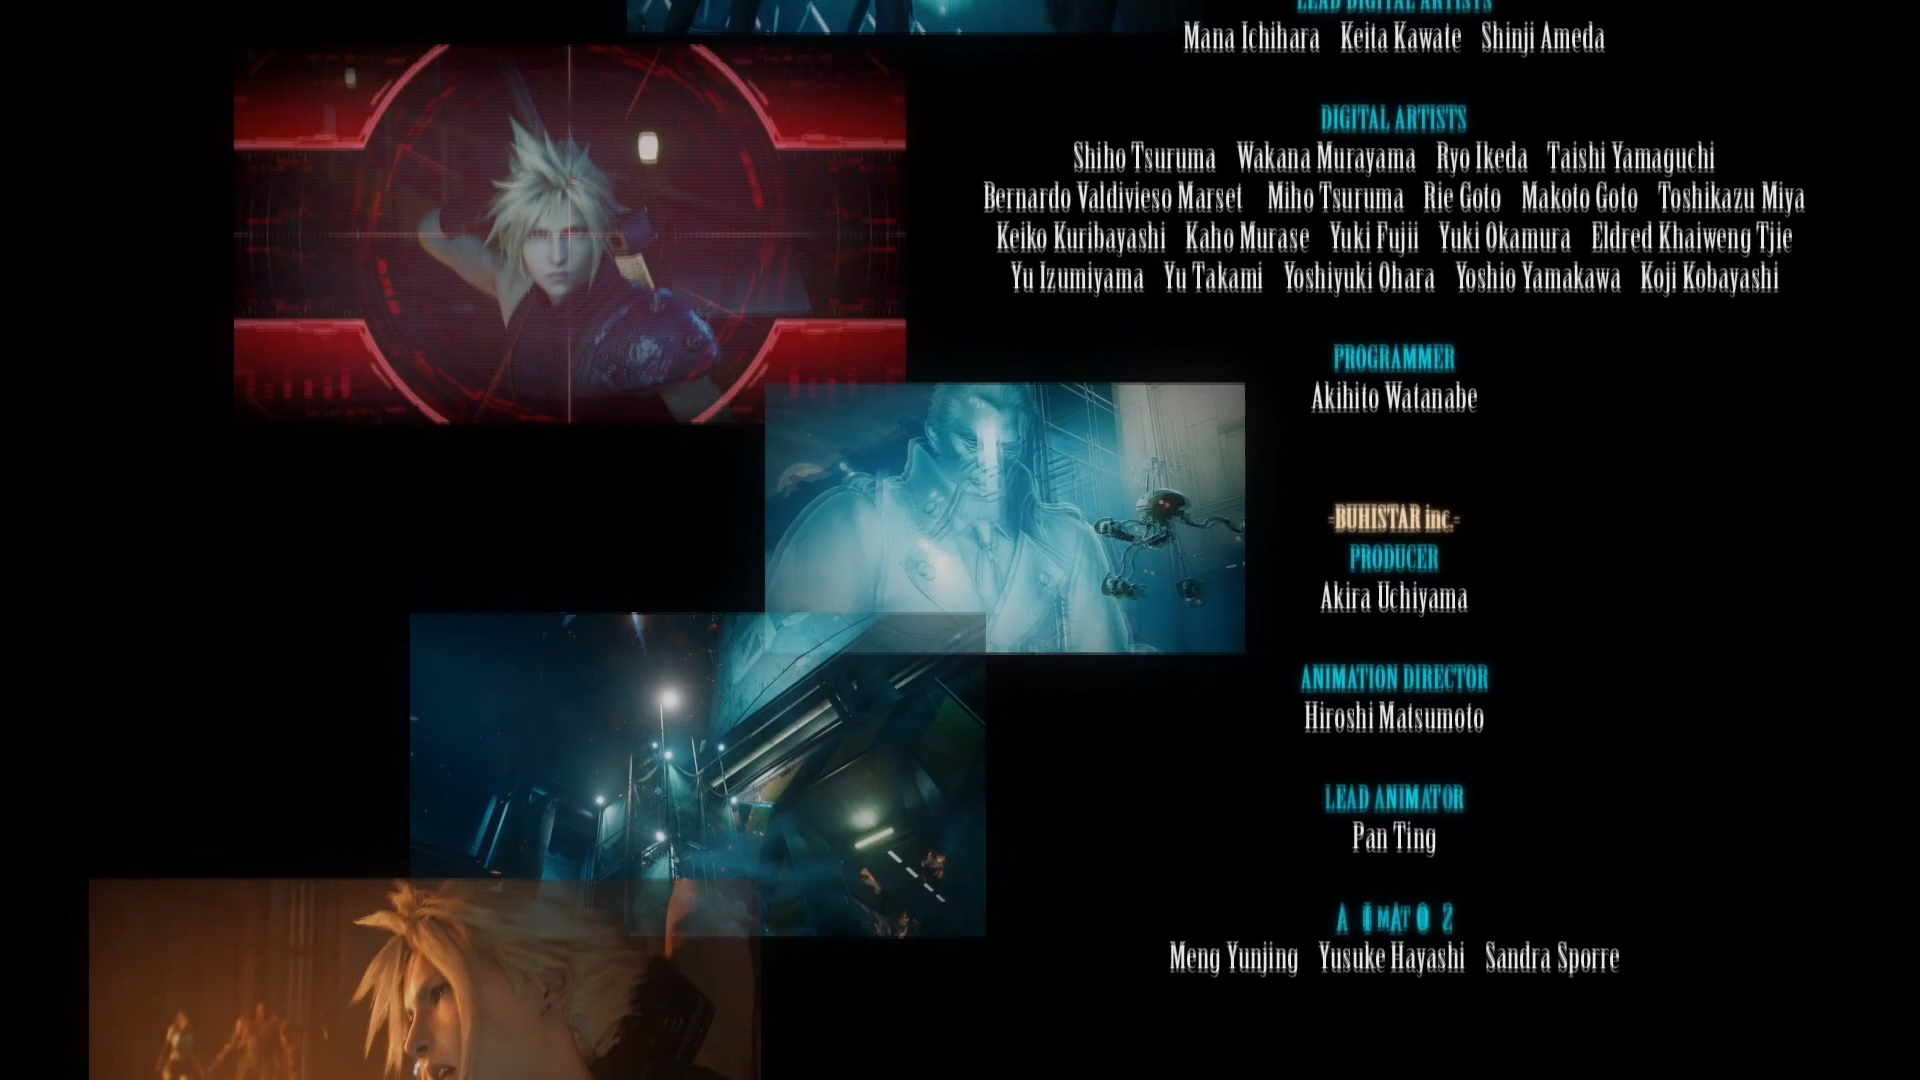 LEAD DIGITAL ARTISTS
Mana Ichihara Keita Kawate Shinji Ameda
DIGITAL ARTISTS
Shiho Tsuruma Wakana Murayama Ryo Ikeda Taishi Yamaguchi
Bernardo Valdivieso Marset Miho Tsuruma Rie Goto Makoto Goto Toshikazu Miya
Keiko Kuribayashi Kaho Murase Yuki Fujii Yuki Okamura Eldred Khaiweng Tjie
Yu Izumiyama Yu Takami Yoshiyuki Ohara Yoshio Yamakawa Koji Kobayashi
PROGRAMMER
Akihito Watanabe
=BUHISTAR inc.=
PRODUCER
Akira Uchiyama
ANIMATION DIRECTOR
Hiroshi Matsumoto
LEAD ANIMATOR
Pan Ting
Meng Yunjing Yusuke Hayashi Sandra Sporre